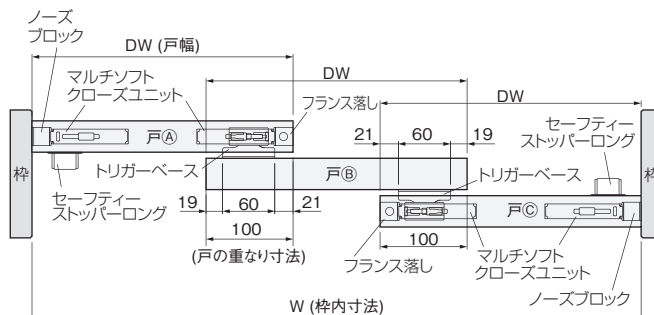 ノーズ
ブロック
DW (戸幅)
マルチソフト
クローズユニット
DW
フランス落し
DW
21 60 19
セーフティー
ストッパーロング
戸Ⓐ
枠
トリガーベース
戸Ⓑ
トリガーベース
枠
セーフティー
ストッパーロング
19 60 21
100
(戸の重なり寸法)
戸Ⓒ
100
フランス落し
マルチソフト
クローズユニット
ノーズブロック
W (枠内寸法)